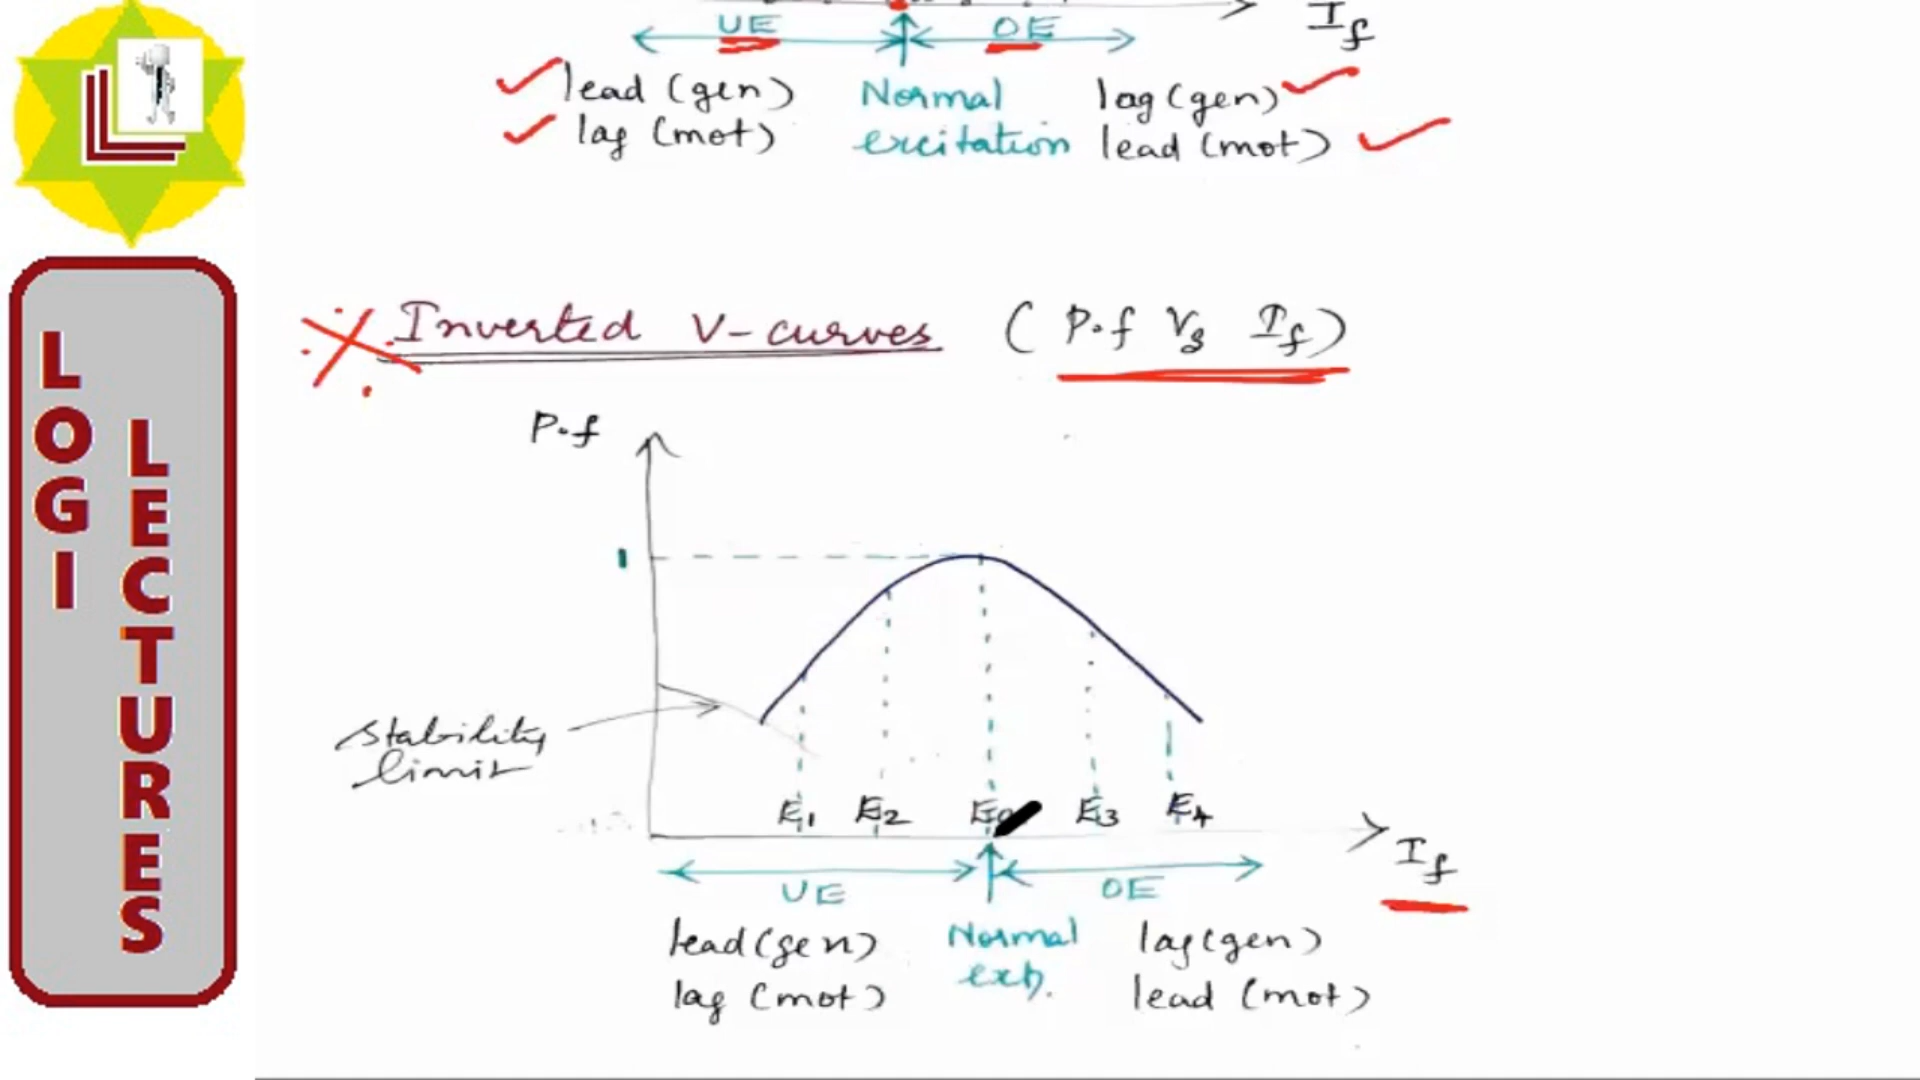 UE OE If
lead (gen) Normal lag (gen)
lag (mot) excitation lead (mot)
Inverted V-curves (P.f Vs If)
P.f
1
stability
limit
E1 E2 E0 E3 E4
If
UE OE
lead (gen) Normal lag (gen)
lag (mot) exty. lead (mot)
LOGI
LECTURES